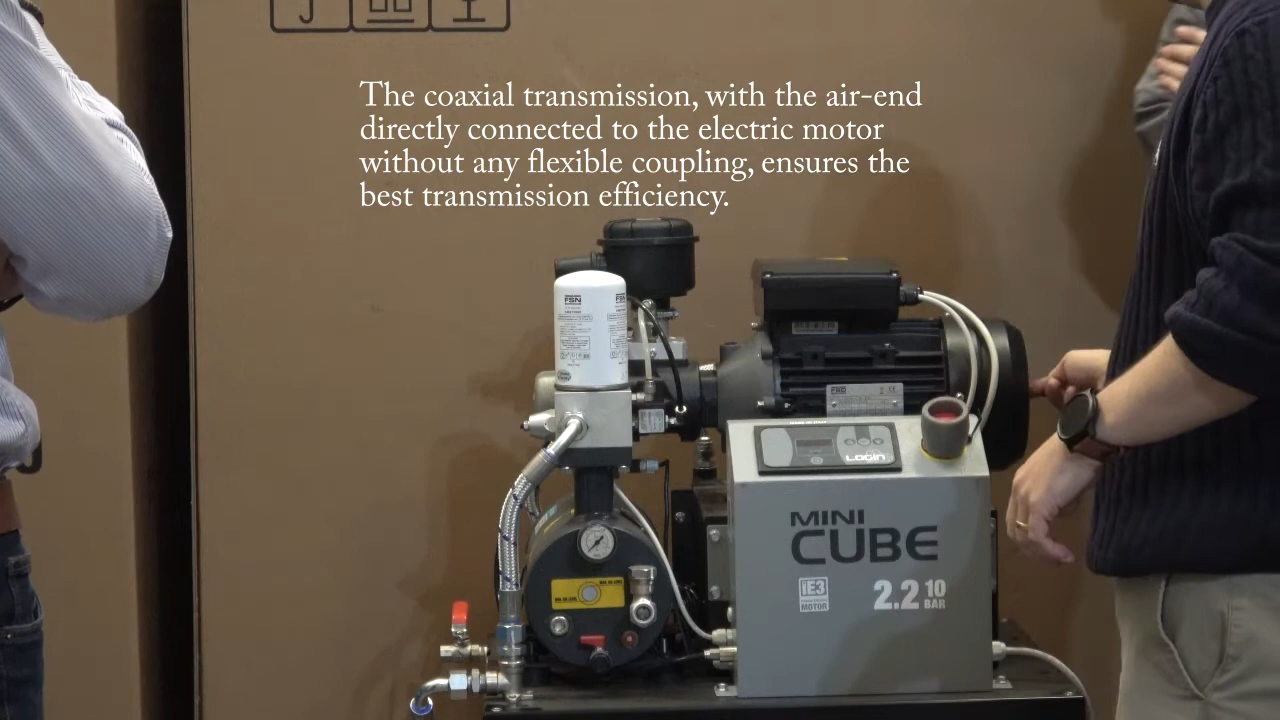 The coaxial transmission, with the air-end
directly connected to the electric motor
without any flexible coupling, ensures the
best transmission efficiency.
FSN
LOGIN
MINI
CUBE
IE3
MOTOR
2.2 10
BAR